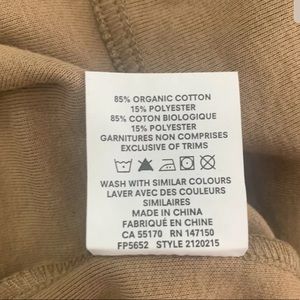 85% ORGANIC COTTON
15% POLYESTER
85% COTON BIOLOGIQUE
15% POLYESTER
GARNITURES NON COMPRISES
EXCLUSIVE OF TRIMS
WASH WITH SIMILAR COLOURS
LAVER AVEC DES COULEURS
SIMILAIRES
MADE IN CHINA
FABRIQUÉ EN CHINE
CA 55170 RN 147150
FP5652 STYLE 2120215